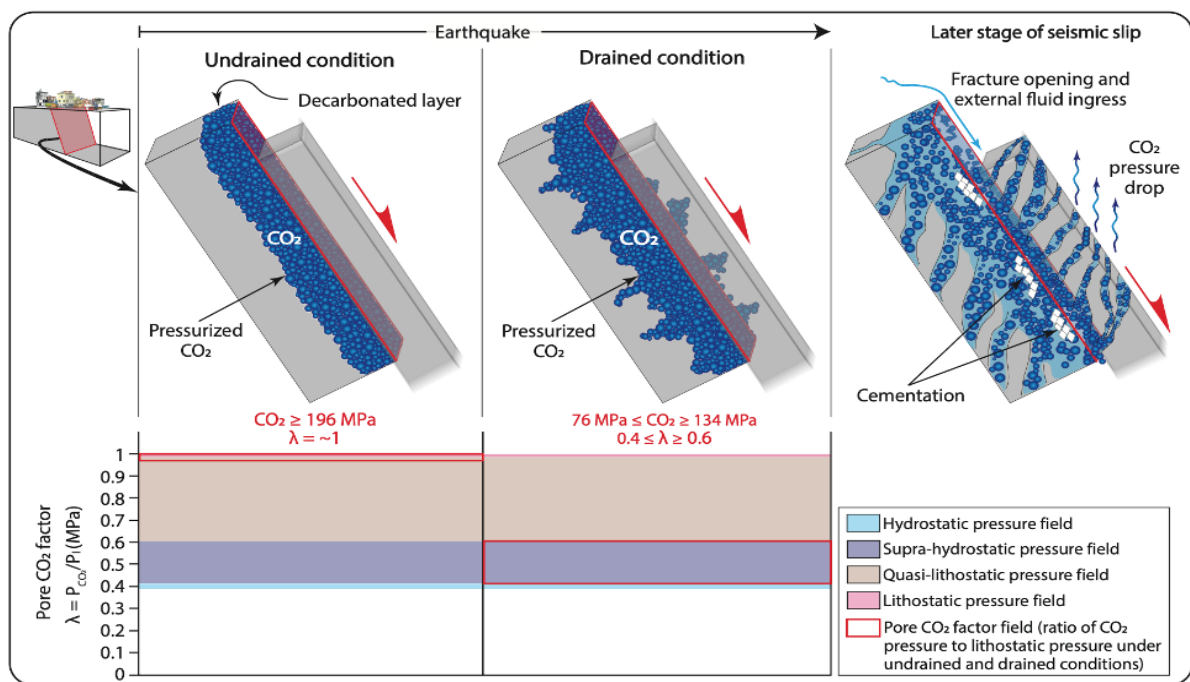 Earthquake
Undrained condition
Drained condition
Later stage of seismic slip
Decarbonated layer
Fracture opening and
external fluid ingress
CO₂
pressure
drop
CO₂
CO₂
Pressurized
CO₂
Pressurized
CO₂
Cementation
CO₂ ≥ 196 MPa
λ = ~1
76 MPa ≤ CO₂ ≥ 134 MPa
0.4 ≤ λ ≥ 0.6
Pore CO₂ factor
λ = P_CO₂/Pₗ(MPa)
1
0.9
0.8
0.7
0.6
0.5
0.4
0.3
0.2
0.1
0
Hydrostatic pressure field
Supra-hydrostatic pressure field
Quasi-lithostatic pressure field
Lithostatic pressure field
Pore CO₂ factor field (ratio of CO₂
pressure to lithostatic pressure under
undrained and drained conditions)